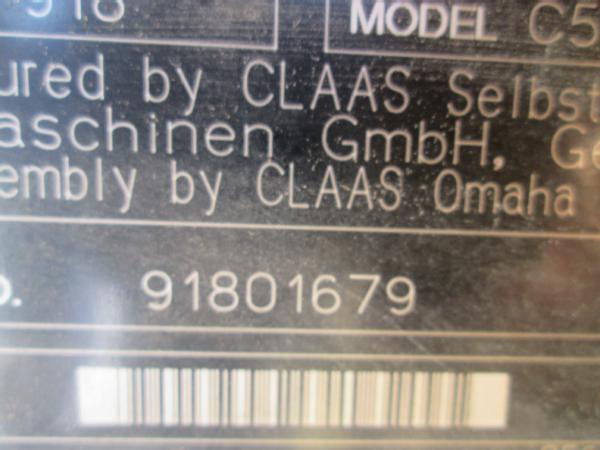 918
MODEL C5
ured by CLAAS Selbst
aschinen GmbH, Ge
embly by CLAAS Omaha
o. 91801679